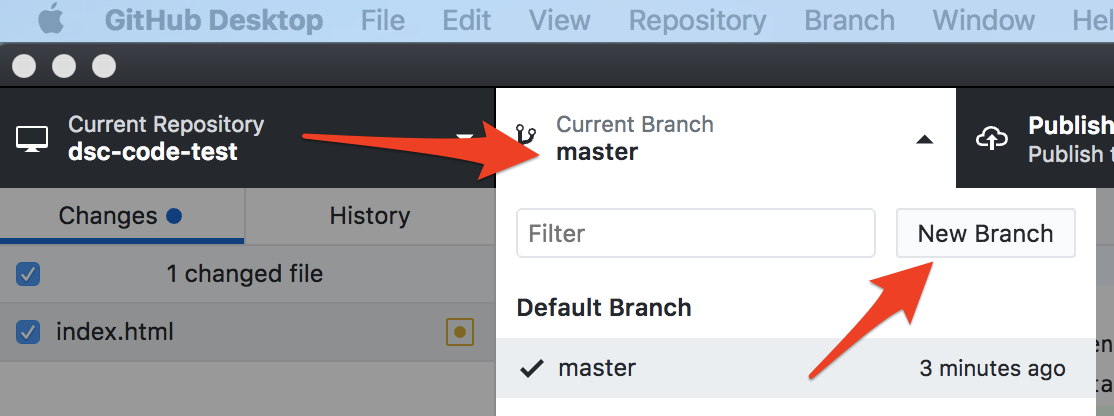 GitHub Desktop File Edit View Repository Branch Window
Current Repository
dsc-code-test
Current Branch
master
Publish
Publish
Changes
History
Filter
New Branch
1 changed file
Default Branch
index.html
master
3 minutes ago